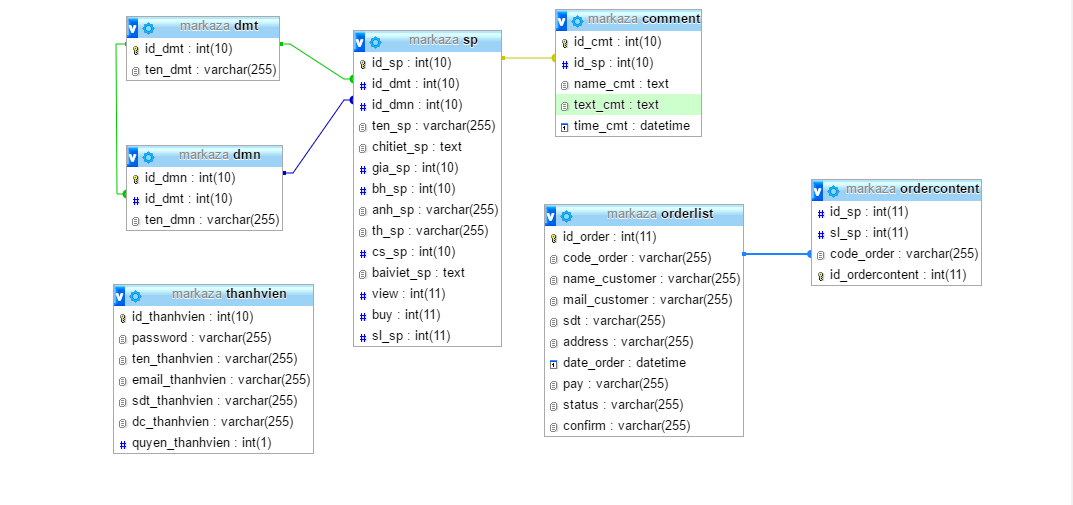 markaza dmt
id_dmt : int(10)
ten_dmt : varchar(255)
markaza dmn
id_dmn : int(10)
id_dmt : int(10)
ten_dmn : varchar(255)
markaza thanhvien
id_thanhvien : int(10)
password : varchar(255)
ten_thanhvien : varchar(255)
email_thanhvien : varchar(255)
sdt_thanhvien : varchar(255)
dc_thanhvien : varchar(255)
quyen_thanhvien : int(1)
markaza sp
id_sp : int(10)
id_dmt : int(10)
id_dmn : int(10)
ten_sp : varchar(255)
chitiet_sp : text
gia_sp : int(10)
bh_sp : int(10)
anh_sp : varchar(255)
th_sp : varchar(255)
cs_sp : int(10)
baiviet_sp : text
view : int(11)
buy : int(11)
sl_sp : int(11)
markaza comment
id_cmt : int(10)
id_sp : int(10)
name_cmt : text
text_cmt : text
time_cmt : datetime
markaza orderlist
id_order : int(11)
code_order : varchar(255)
name_customer : varchar(255)
mail_customer : varchar(255)
sdt : varchar(255)
address : varchar(255)
date_order : datetime
pay : varchar(255)
status : varchar(255)
confirm : varchar(255)
markaza ordercontent
id_sp : int(11)
sl_sp : int(11)
code_order : varchar(255)
id_ordercontent : int(11)